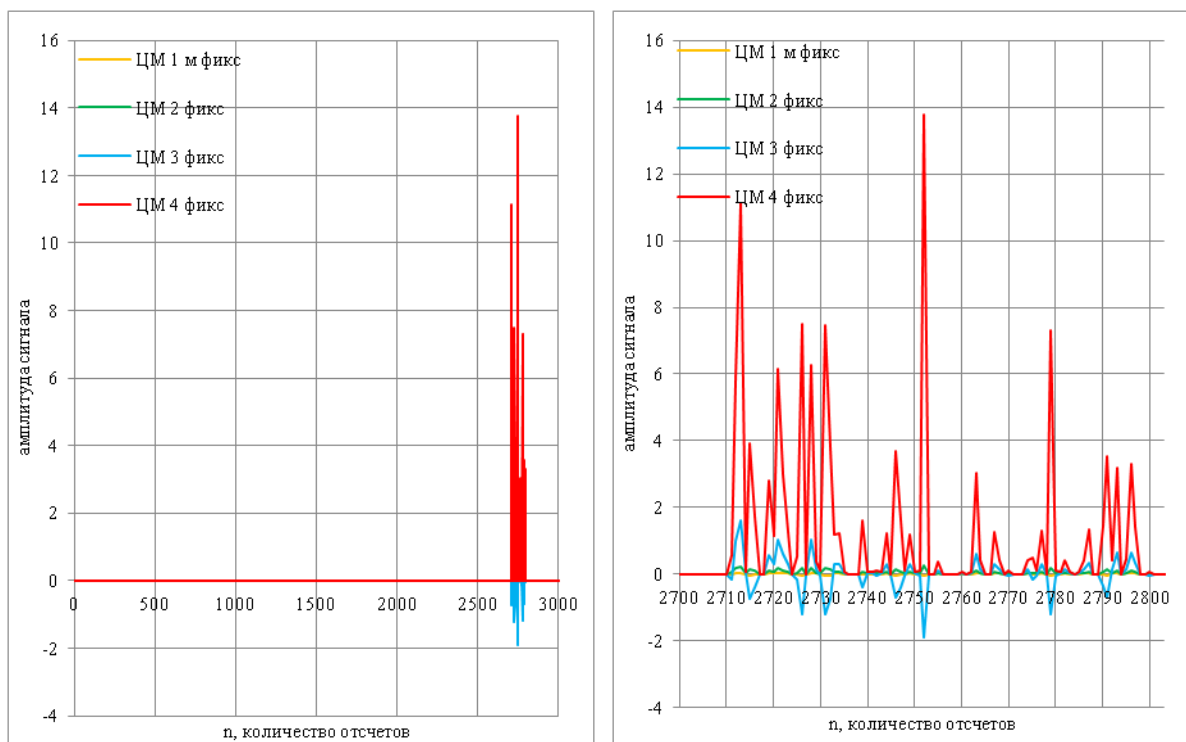 16
14
12
10
8
6
4
2
0
-2
-4
амплитуда сигнала
ЦМ 1 м фикс
ЦМ 2 фикс
ЦМ 3 фикс
ЦМ 4 фикс
0 500 1000 1500 2000 2500 3000
n, количество отсчетов
16
14
12
10
8
6
4
2
0
-2
-4
амплитуда сигнала
ЦМ 1 м фикс
ЦМ 2 фикс
ЦМ 3 фикс
ЦМ 4 фикс
2700 2710 2720 2730 2740 2750 2760 2770 2780 2790 2800
n, количество отсчетов